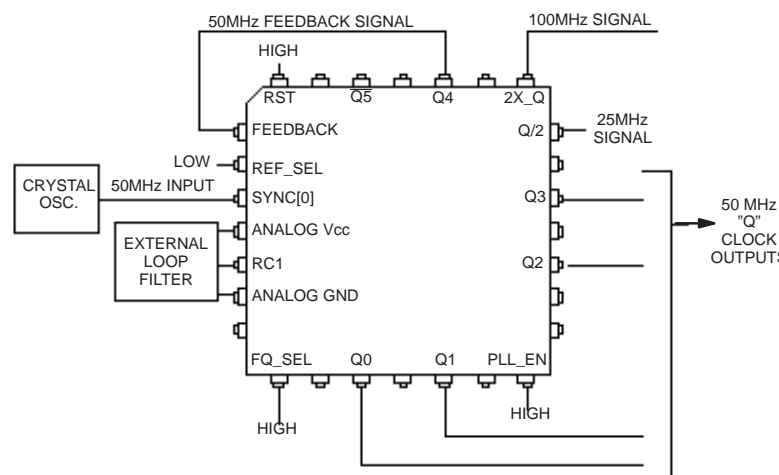 50MHz FEEDBACK SIGNAL
100MHz SIGNAL
HIGH
RST
Q5
Q4
2X_Q
FEEDBACK
Q/2
25MHz
SIGNAL
LOW
REF_SEL
CRYSTAL
OSC.
50MHz INPUT
SYNC[0]
Q3
50 MHz
"Q"
CLOCK
OUTPUTS
ANALOG Vcc
EXTERNAL
LOOP
FILTER
RC1
Q2
ANALOG GND
FQ_SEL
Q0
Q1
PLL_EN
HIGH
HIGH